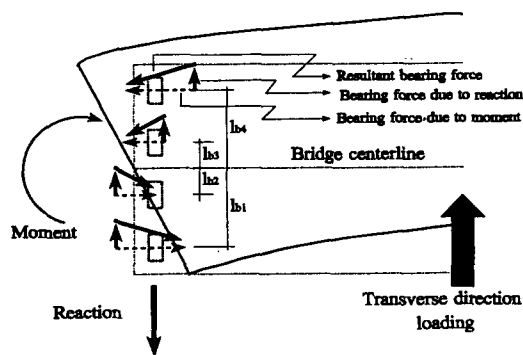 Resultant bearing force
Bearing force due to reaction
Bearing force due to moment
lb4
lb3
Bridge centerline
lb2
lb1
Moment
Reaction
Transverse direction
loading